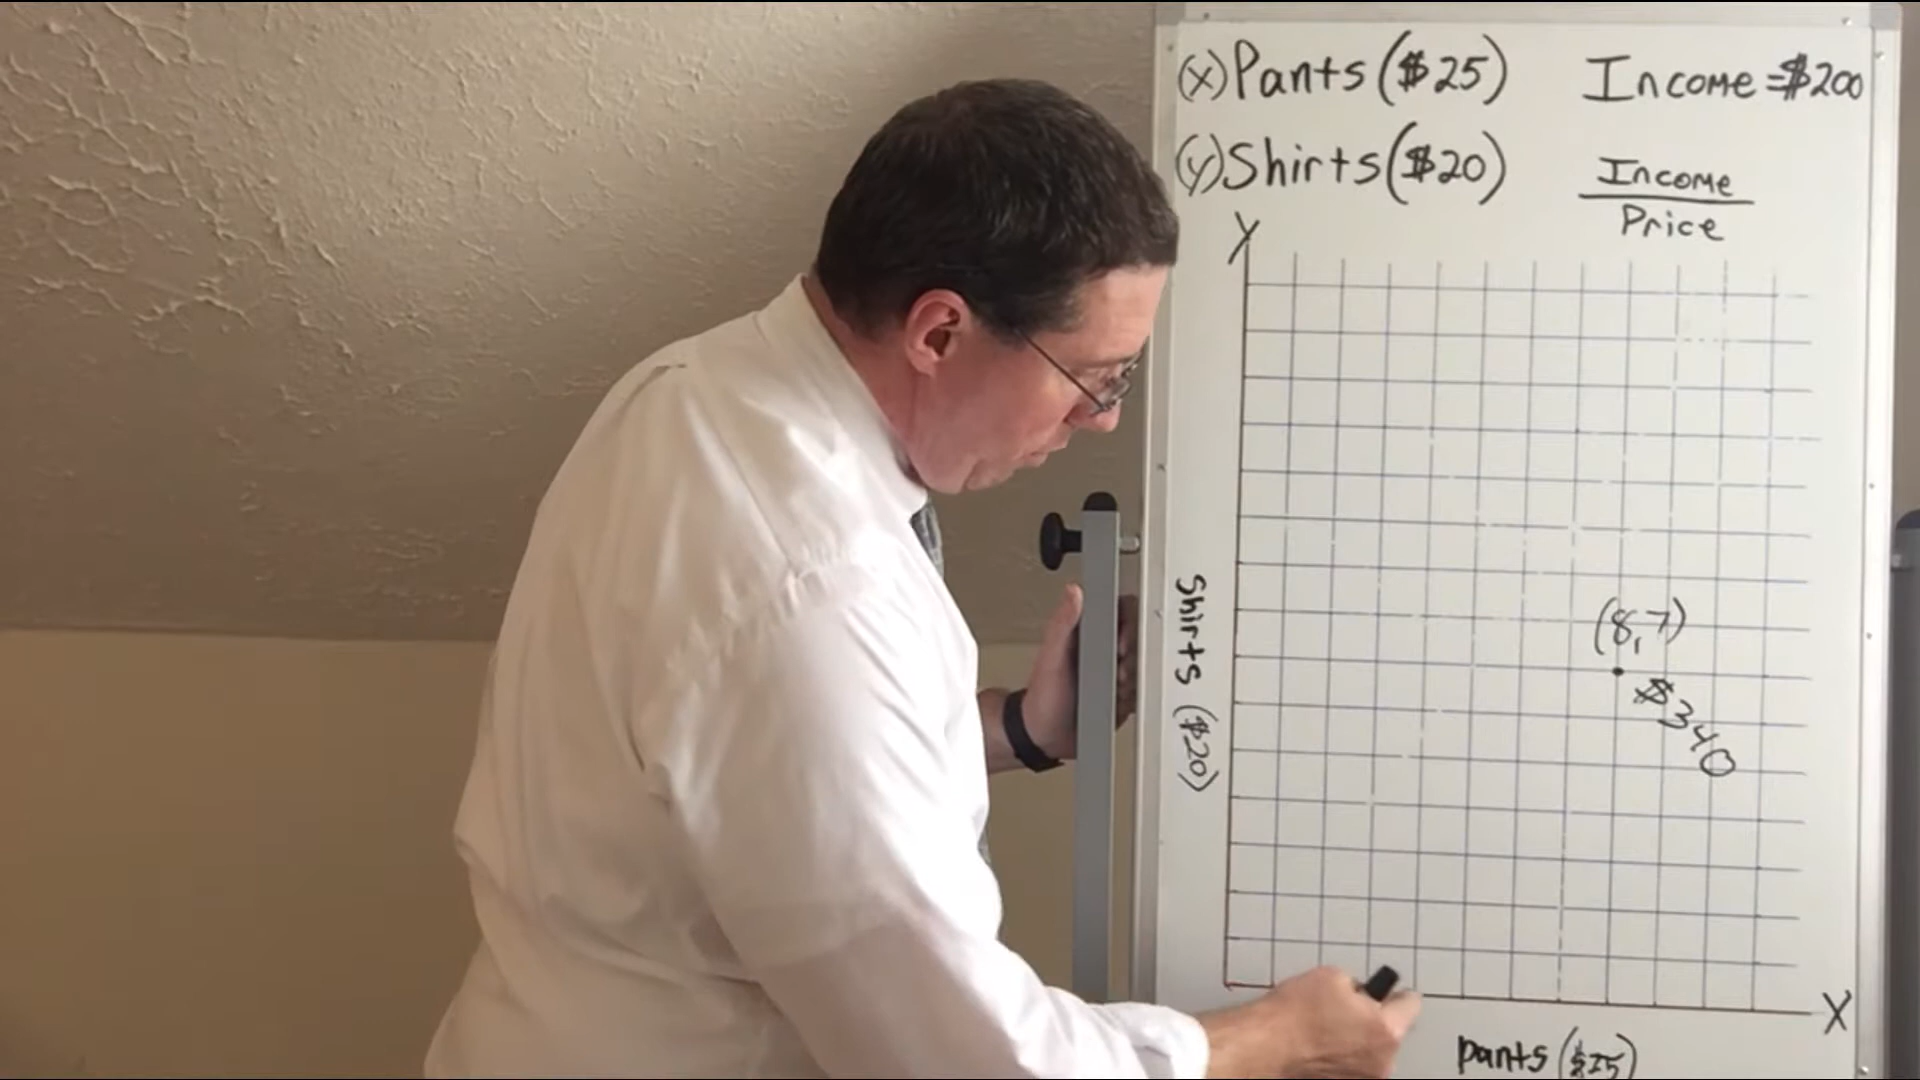 (x) Pants ($25) Income = $200
(y) Shirts ($20)
Income
Price
Y
Shirts ($20)
(8,7)
$340
X
Pants ($25)